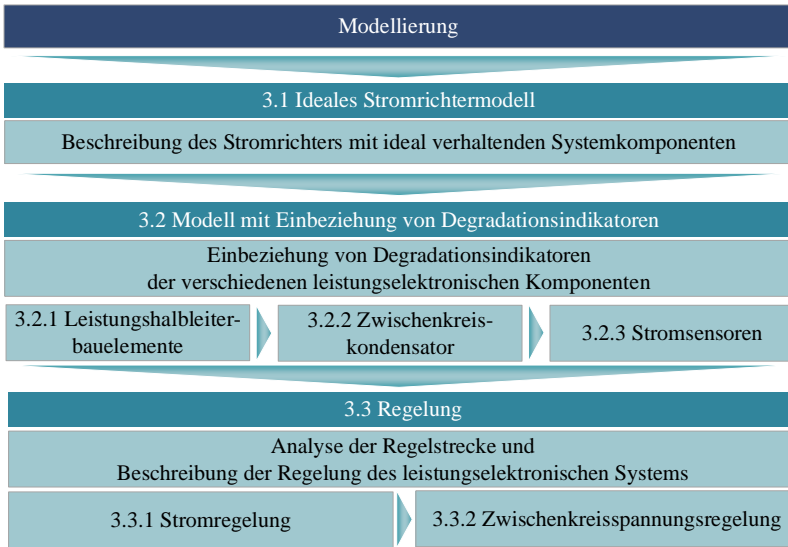 Modellierung
3.1 Ideales Stromrichtermodell
Beschreibung des Stromrichters mit ideal verhaltenden Systemkomponenten
3.2 Modell mit Einbeziehung von Degradationsindikatoren
Einbeziehung von Degradationsindikatoren
der verschiedenen leistungselektronischen Komponenten
3.2.1 Leistungshalbleiter-
bauelemente
3.2.2 Zwischenkreis-
kondensator
3.2.3 Stromsensoren
3.3 Regelung
Analyse der Regelstrecke und
Beschreibung der Regelung des leistungselektronischen Systems
3.3.1 Stromregelung
3.3.2 Zwischenkreisspannungsregelung